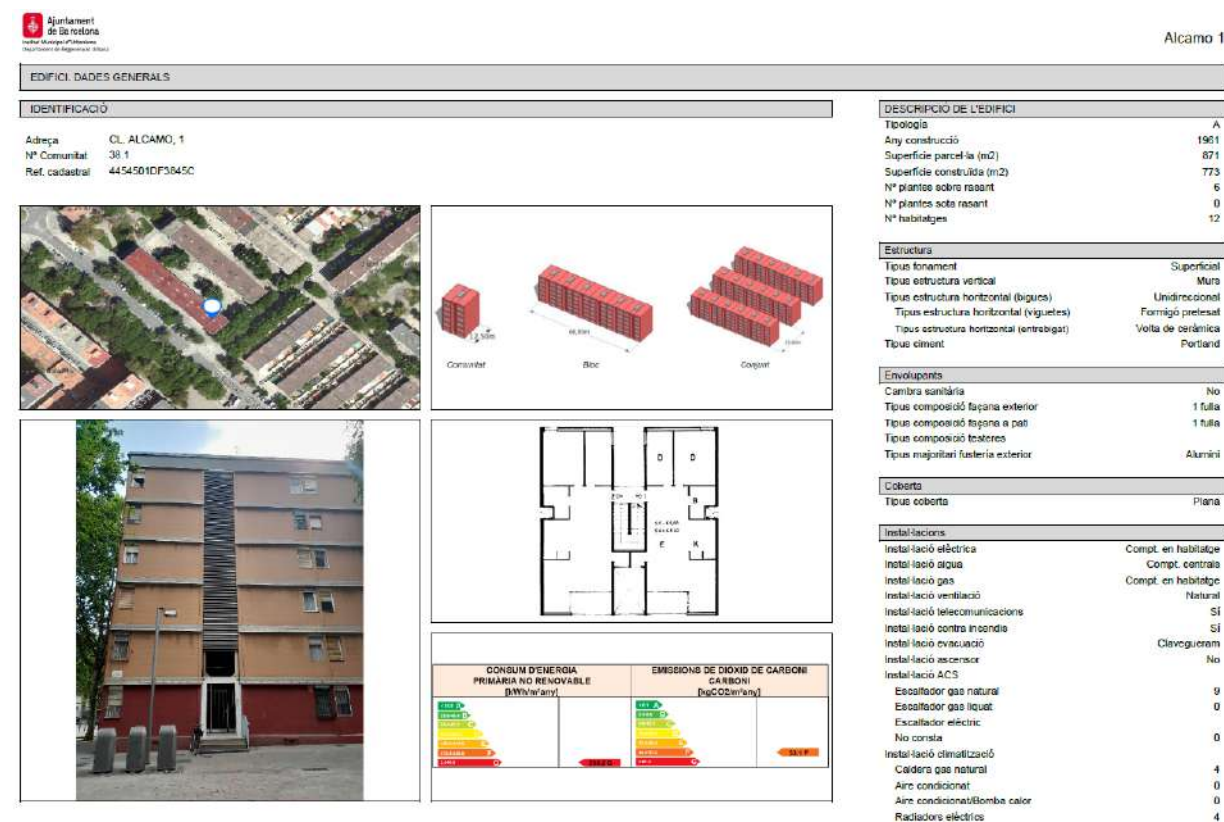 Ajuntament
de Barcelona
Institut Municipal d'Urbanisme
Departament de Regeneració Urbana
Alcamo 1
EDIFICI. DADES GENERALS
IDENTIFICACIÓ
Adreça CL. ALCAMO, 1
Nº Comunitat 38.1
Ref. cadastral 4454501DF3845C
12,50m
Comunitat
Bloc
Conjunt
D D
B
E K
CONSUM D'ENERGIA
PRIMÀRIA NO RENOVABLE
[kWh/m²any]
EMISSIONS DE DIÒXID DE CARBONI
CARBONI
[kgCO2/m²any]
DESCRIPCIÓ DE L'EDIFICI
Tipologia A
Any construcció 1961
Superfície parcel·la (m2) 871
Superfície construïda (m2) 773
Nº plantes sobre rasant 6
Nº plantes sota rasant 0
Nº habitatges 12
Estructura
Tipus fonament Superficial
Tipus estructura vertical Murs
Tipus estructura horitzontal (bigues) Unidireccional
Tipus estructura horitzontal (viguetes) Formigó pretesat
Tipus estructura horitzontal (entrebigat) Volta de ceràmica
Tipus ciment Portland
Envolupants
Cambra sanitària No
Tipus composició façana exterior 1 fulla
Tipus composició façana a pati 1 fulla
Tipus composició testeres
Tipus majoritari fusteria exterior Alumini
Coberta
Tipus coberta Plana
Instal·lacions
Instal·lació elèctrica Compt. en habitatge
Instal·lació aigua Compt. centrals
Instal·lació gas Compt. en habitatge
Instal·lació ventilació Natural
Instal·lació telecomunicacions Sí
Instal·lació contra incendis Sí
Instal·lació evacuació Clavegueram
Instal·lació ascensor No
Instal·lació ACS
Escalfador gas natural 9
Escalfador gas liquat 0
Escalfador elèctric
No consta 0
Instal·lació climatització
Caldera gas natural 4
Aire condicionat 0
Aire condicionat/Bomba calor 0
Radiadors elèctrics 4